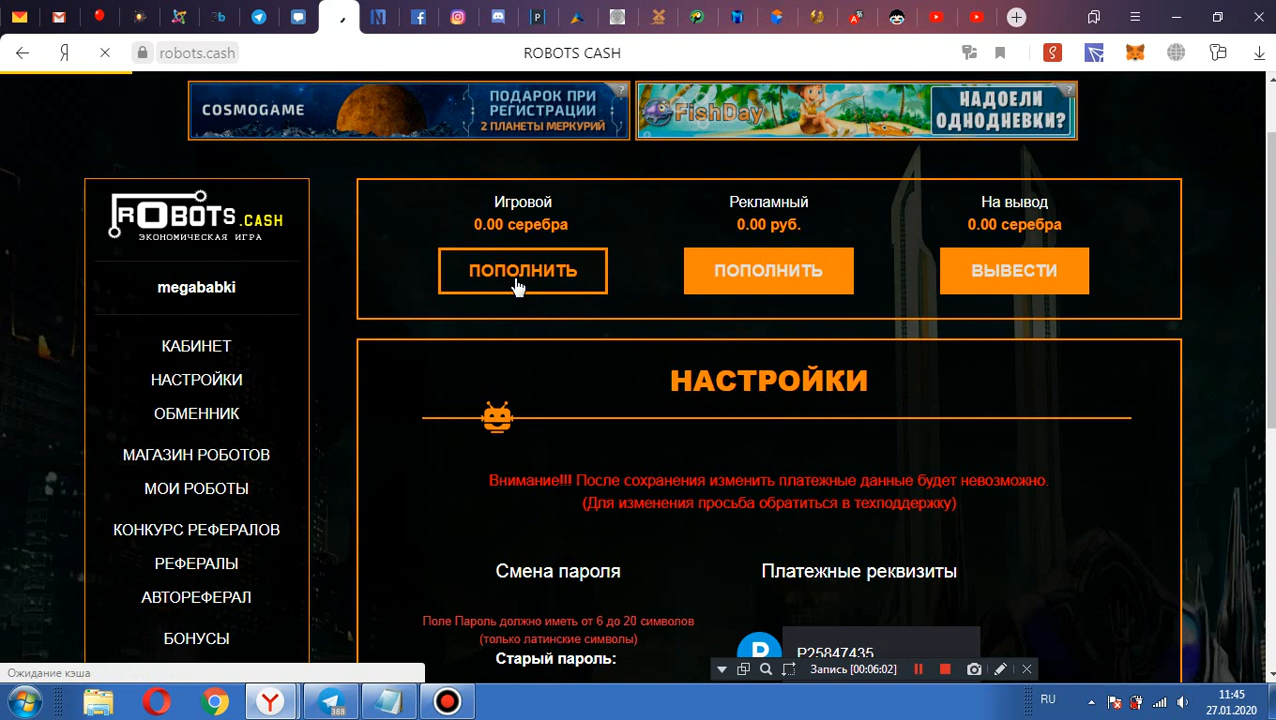 robots.cash
ROBOTS CASH
COSMOGAME
ПОДАРОК ПРИ
РЕГИСТРАЦИИ
2 ПЛАНЕТЫ МЕРКУРИЙ
?
FishDay
НАДОЕЛИ
ОДНОДНЕВКИ?
?
ROBOTS.CASH
ЭКОНОМИЧЕСКАЯ ИГРА
megababki
КАБИНЕТ
НАСТРОЙКИ
ОБМЕННИК
МАГАЗИН РОБОТОВ
МОИ РОБОТЫ
КОНКУРС РЕФЕРАЛОВ
РЕФЕРАЛЫ
АВТОРЕФЕРАЛ
БОНУСЫ
Игровой
0.00 серебра
ПОПОЛНИТЬ
Рекламный
0.00 руб.
ПОПОЛНИТЬ
На вывод
0.00 серебра
ВЫВЕСТИ
НАСТРОЙКИ
Внимание!!! После сохранения изменить платежные данные будет невозможно.
(Для изменения просьба обратиться в техподдержку)
Смена пароля
Поле Пароль должно иметь от 6 до 20 символов
(только латинские символы)
Старый пароль:
Платежные реквизиты
P25847435
Запись [00:06:02]
Ожидание кэша
388
RU
11:45
27.01.2020